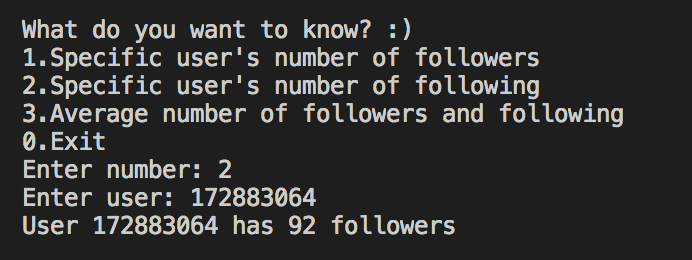 What do you want to know? :)
1.Specific user's number of followers
2.Specific user's number of following
3.Average number of followers and following
0.Exit
Enter number: 2
Enter user: 172883064
User 172883064 has 92 followers